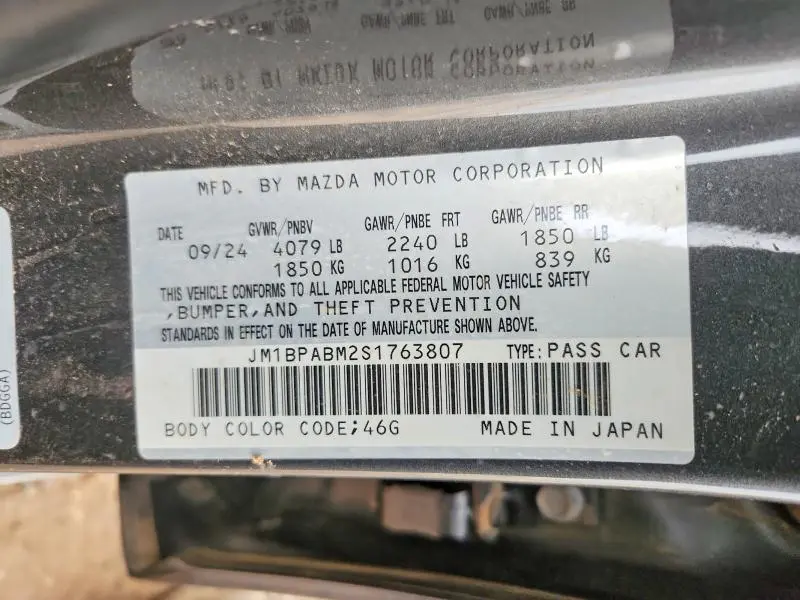 MFD. BY MAZDA MOTOR CORPORATION
DATE GVWR/PNBV GAWR/PNBE FRT GAWR/PNBE RR
09/24 4079 LB 2240 LB 1850 LB
1850 KG 1016 KG 839 KG
THIS VEHICLE CONFORMS TO ALL APPLICABLE FEDERAL MOTOR VEHICLE SAFETY
,BUMPER,AND THEFT PREVENTION
STANDARDS IN EFFECT ON THE DATE OF MANUFACTURE SHOWN ABOVE.
JM1BPABM2S1763807 TYPE:PASS CAR
BODY COLOR CODE;46G MADE IN JAPAN
(BDGGA)